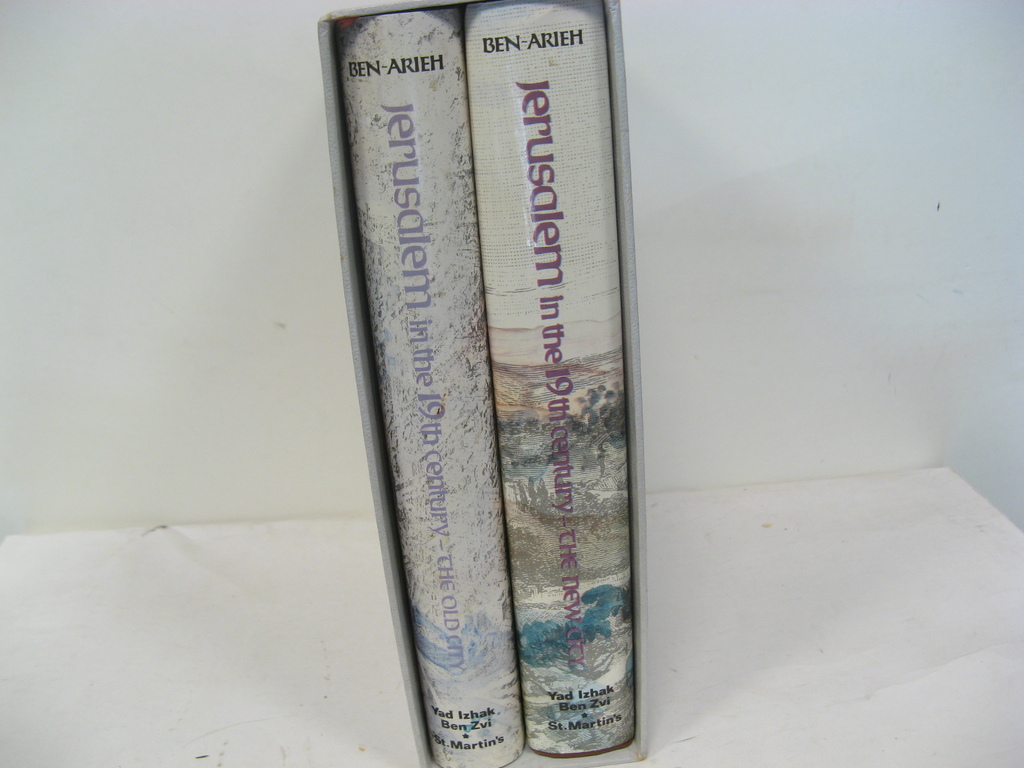 BEN-ARIEH
Jerusalem in the 19th century - THE OLD CITY
Yad Izhak
Ben Zvi
*
St.Martin's
BEN-ARIEH
Jerusalem in the 19th century - THE NEW CITY
Yad Izhak
Ben Zvi
*
St.Martin's